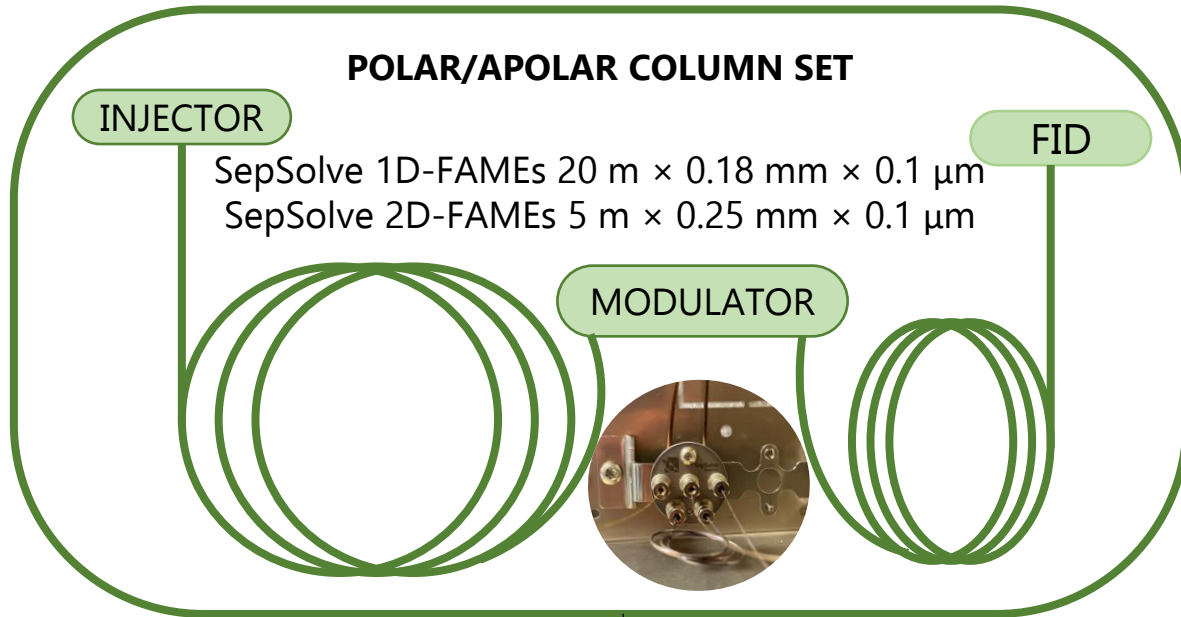 POLAR/APOLAR COLUMN SET
INJECTOR
FID
SepSolve 1D-FAMEs 20 m × 0.18 mm × 0.1 µm
SepSolve 2D-FAMEs 5 m × 0.25 mm × 0.1 µm
MODULATOR